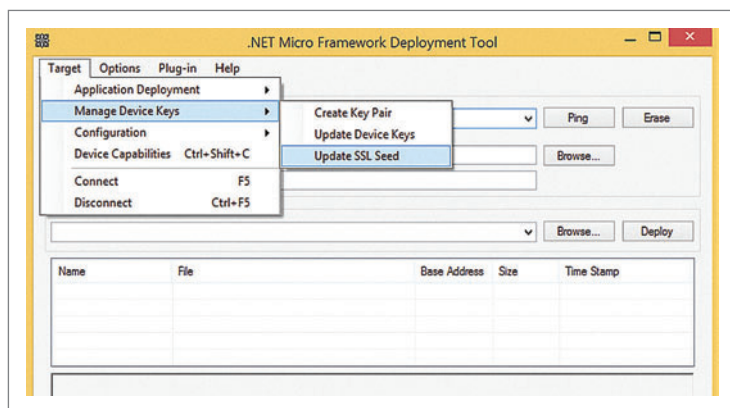 .NET Micro Framework Deployment Tool
Target Options Plug-in Help
Application Deployment
Manage Device Keys
Configuration
Device Capabilities Ctrl+Shift+C
Connect F5
Disconnect Ctrl+F5
Create Key Pair
Update Device Keys
Update SSL Seed
Ping Erase
Browse...
Browse... Deploy
Name File Base Address Size Time Stamp